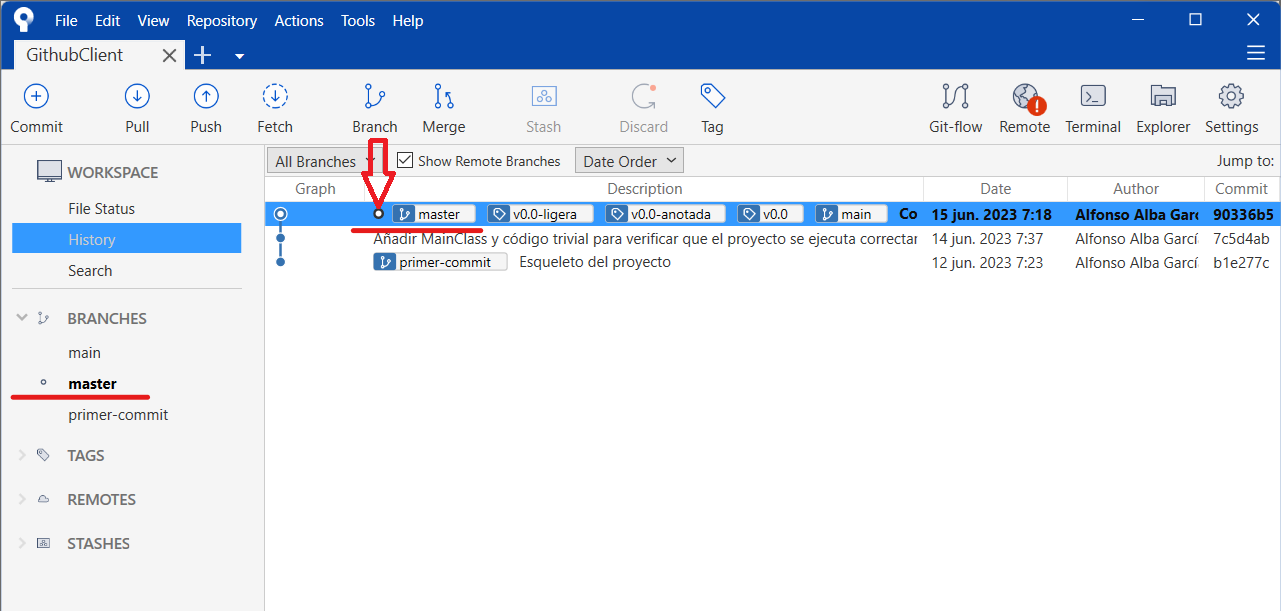 File Edit View Repository Actions Tools Help
GithubClient
Commit Pull Push Fetch Branch Merge Stash Discard Tag Git-flow Remote Terminal Explorer Settings
All Branches Show Remote Branches Date Order Jump to:
Graph Description Date Author Commit
master v0.0-ligera v0.0-anotada v0.0 main Co 15 jun. 2023 7:18 Alfonso Alba Garc 90336b5
Añadir MainClass y código trivial para verificar que el proyecto se ejecuta correctar 14 jun. 2023 7:37 Alfonso Alba Garcí 7c5d4ab
primer-commit Esqueleto del proyecto 12 jun. 2023 7:23 Alfonso Alba Garcí b1e277c
WORKSPACE
File Status
History
Search
BRANCHES
main
master
primer-commit
TAGS
REMOTES
STASHES